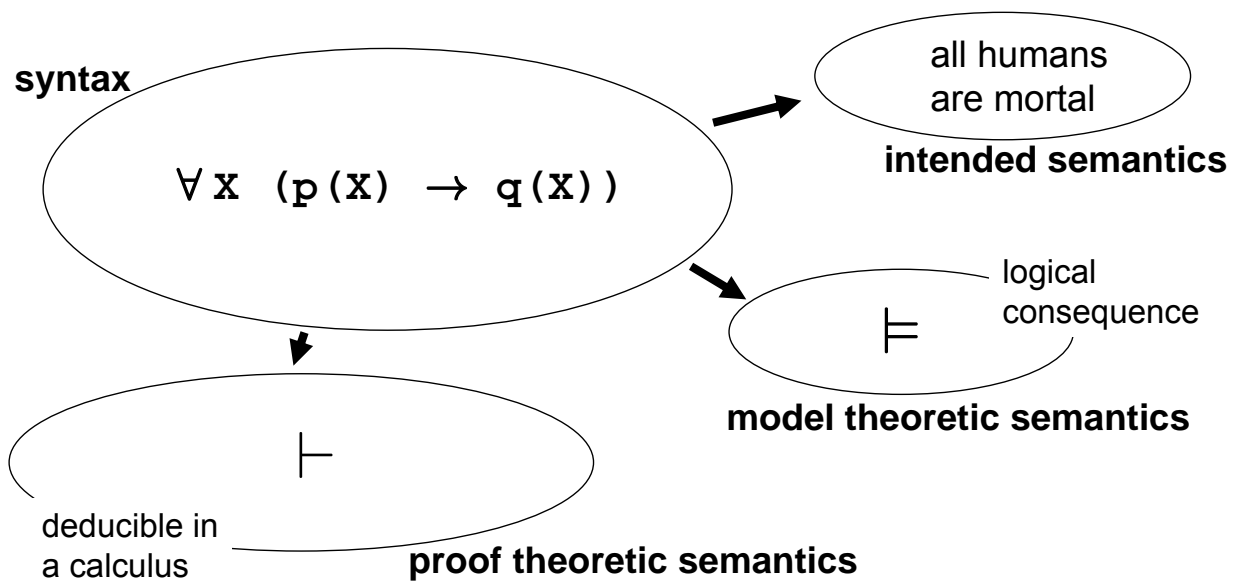 syntax
∀ X (p(X) → q(X))
all humans
are mortal
intended semantics
logical
consequence
⊨
model theoretic semantics
⊢
deducible in
a calculus
proof theoretic semantics